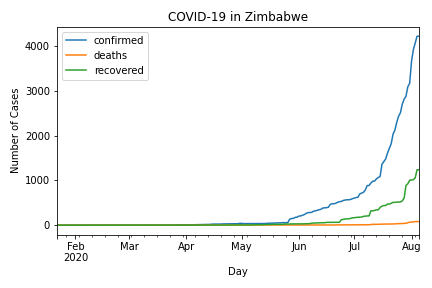 COVID-19 in Zimbabwe
confirmed
deaths
recovered
Number of Cases
4000
3000
2000
1000
0
Feb Mar Apr May Jun Jul Aug
2020
Day